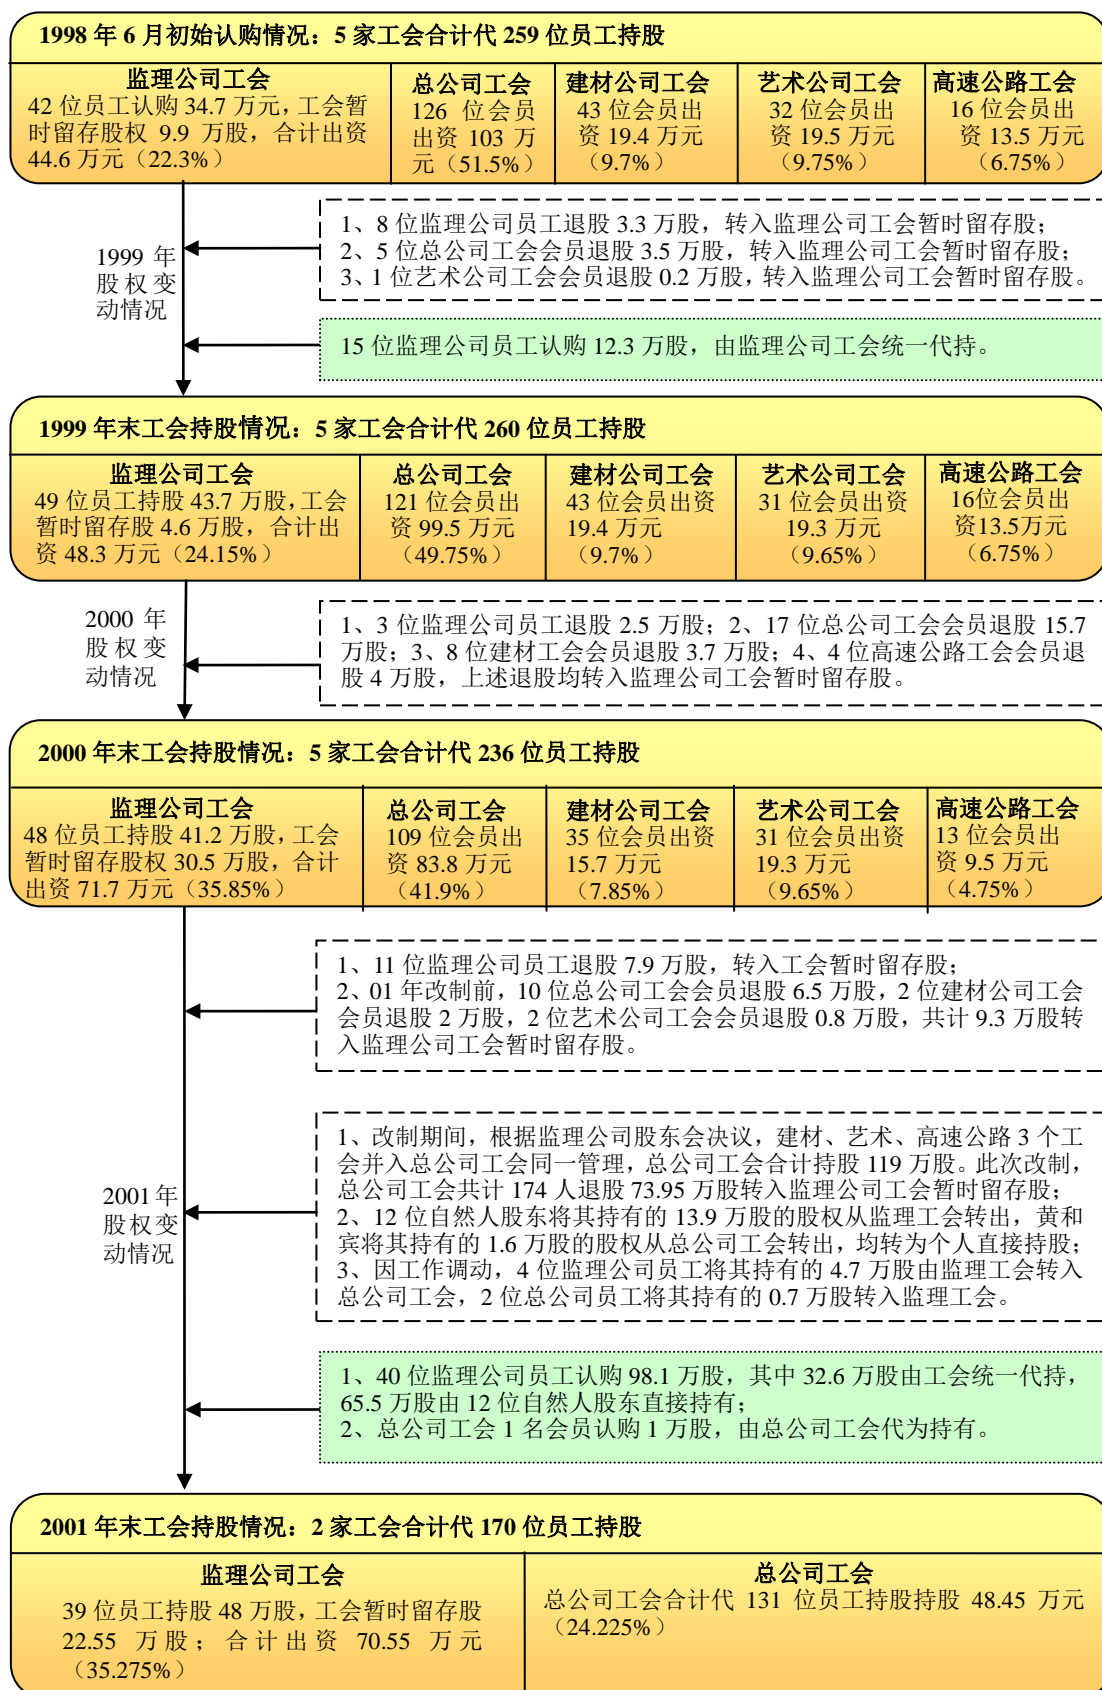 1998 年 6 月初始认购情况：5 家工会合计代 259 位员工持股
监理公司工会
42 位员工认购 34.7 万元，工会暂
时留存股权 9.9 万股，合计出资
44.6 万元（22.3%）
总公司工会
126 位会员
出资 103 万
元（51.5%）
建材公司工会
43 位会员出
资 19.4 万元
（9.7%）
艺术公司工会
32 位会员出
资 19.5 万元
（9.75%）
高速公路工会
16 位会员出
资 13.5 万元
（6.75%）
1999 年
股权变
动情况
1、8 位监理公司员工退股 3.3 万股，转入监理公司工会暂时留存股；
2、5 位总公司工会会员退股 3.5 万股，转入监理公司工会暂时留存股；
3、1 位艺术公司工会会员退股 0.2 万股，转入监理公司工会暂时留存股。
15 位监理公司员工认购 12.3 万股，由监理公司工会统一代持。
1999 年末工会持股情况：5 家工会合计代 260 位员工持股
监理公司工会
49 位员工持股 43.7 万股，工会
暂时留存股 4.6 万股，合计出
资 48.3 万元（24.15%）
总公司工会
121 位会员出
资 99.5 万元
（49.75%）
建材公司工会
43 位会员出资
19.4 万元
（9.7%）
艺术公司工会
31 位会员出资
19.3 万元
（9.65%）
高速公路工会
16位会员出
资13.5万元
（6.75%）
2000 年
股权变
动情况
1、3 位监理公司员工退股 2.5 万股；2、17 位总公司工会会员退股 15.7
万股；3、8 位建材工会会员退股 3.7 万股；4、4 位高速公路工会会员退
股 4 万股，上述退股均转入监理公司工会暂时留存股。
2000 年末工会持股情况：5 家工会合计代 236 位员工持股
监理公司工会
48 位员工持股 41.2 万股，工会
暂时留存股权 30.5 万股，合计
出资 71.7 万元（35.85%）
总公司工会
109 位会员出
资 83.8 万元
（41.9%）
建材公司工会
35 位会员出资
15.7 万元
（7.85%）
艺术公司工会
31 位会员出资
19.3 万元
（9.65%）
高速公路工会
13 位会员出
资 9.5 万元
（4.75%）
1、11 位监理公司员工退股 7.9 万股，转入工会暂时留存股；
2、01 年改制前，10 位总公司工会会员退股 6.5 万股，2 位建材公司工会
会员退股 2 万股，2 位艺术公司工会会员退股 0.8 万股，共计 9.3 万股转
入监理公司工会暂时留存股。
2001 年
股权变
动情况
1、改制期间，根据监理公司股东会决议，建材、艺术、高速公路 3 个工
会并入总公司工会同一管理，总公司工会合计持股 119 万股。此次改制，
总公司工会共计 174 人退股 73.95 万股转入监理公司工会暂时留存股；
2、12 位自然人股东将其持有的 13.9 万股的股权从监理工会转出，黄和
宾将其持有的 1.6 万股的股权从总公司工会转出，均转为个人直接持股；
3、因工作调动，4 位监理公司员工将其持有的 4.7 万股由监理工会转入
总公司工会，2 位总公司员工将其持有的 0.7 万股转入监理工会。
1、40 位监理公司员工认购 98.1 万股，其中 32.6 万股由工会统一代持，
65.5 万股由 12 位自然人股东直接持有；
2、总公司工会 1 名会员认购 1 万股，由总公司工会代为持有。
2001 年末工会持股情况：2 家工会合计代 170 位员工持股
监理公司工会
39 位员工持股 48 万股，工会暂时留存股
22.55 万股；合计出资 70.55 万元
（35.275%）
总公司工会
总公司工会合计代 131 位员工持股持股 48.45 万元
（24.225%）